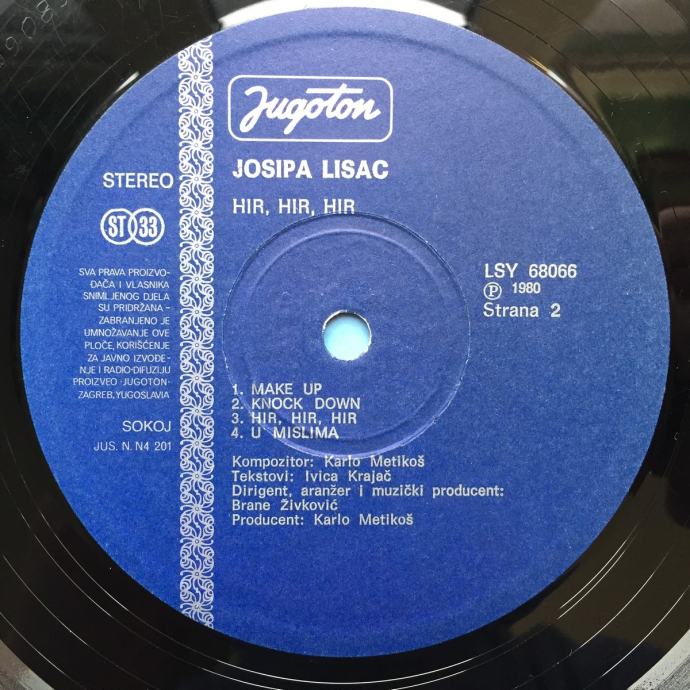 Jugoton
JOSIPA LISAC
HIR, HIR, HIR
STEREO
ST 33
SVA PRAVA PROIZVO-
ĐAČA I VLASNIKA
SNIMLJENOG DJELA
SU PRIDRŽANA –
ZABRANJENO JE
UMNOŽAVANJE OVE
PLOČE, KORIŠĆENJE
ZA JAVNO IZVOĐE-
NJE I RADIO-DIFUZIJU
PROIZVEO ·JUGOTON·
ZAGREB, YUGOSLAVIA
SOKOJ
JUS. N. N4 201
LSY 68066
Ⓟ 1980
Strana 2
1. MAKE UP
2. KNOCK DOWN
3. HIR, HIR, HIR
4. U MISLIMA
Kompozitor: Karlo Metikoš
Tekstovi: Ivica Krajač
Dirigent, aranžer i muzički producent:
Brane Živković
Producent: Karlo Metikoš